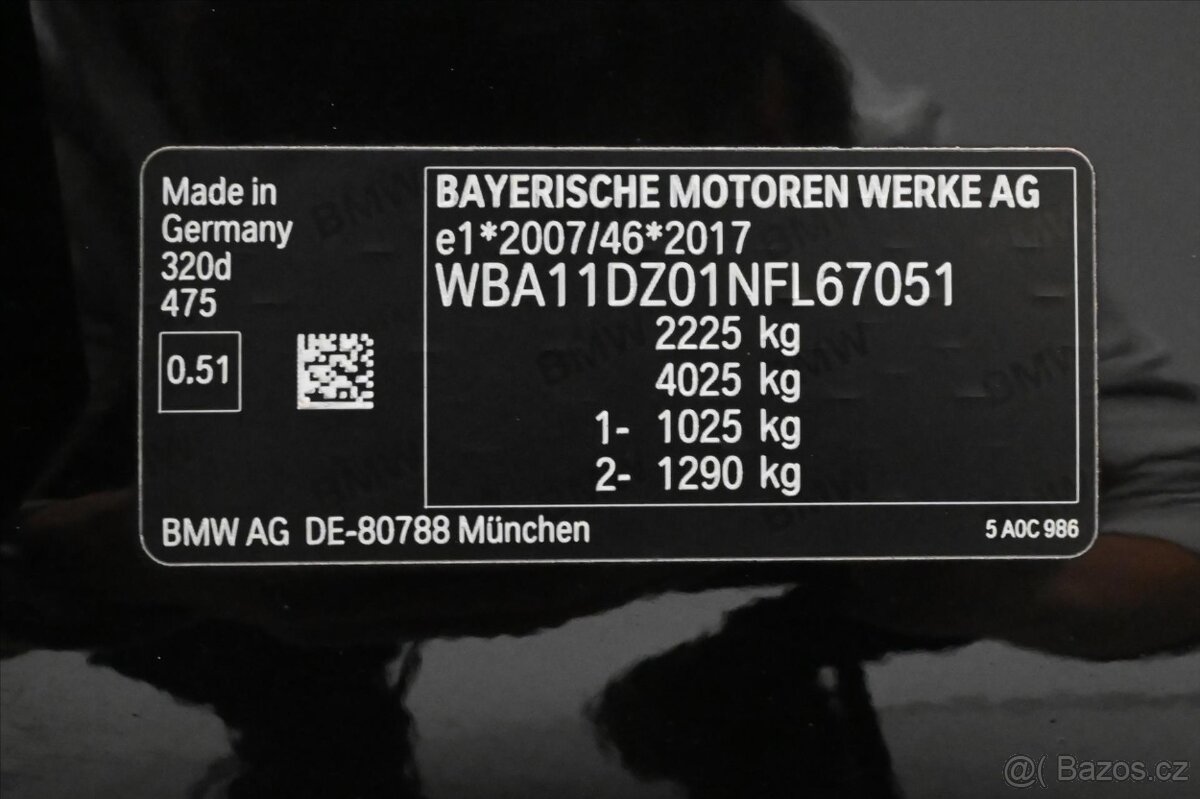 Made in
Germany
320d
475
0.51
BAYERISCHE MOTOREN WERKE AG
e1*2007/46*2017
WBA11DZ01NFL67051
2225 kg
4025 kg
1- 1025 kg
2- 1290 kg
BMW AG DE-80788 München
5 A0C 986
@( Bazos.cz